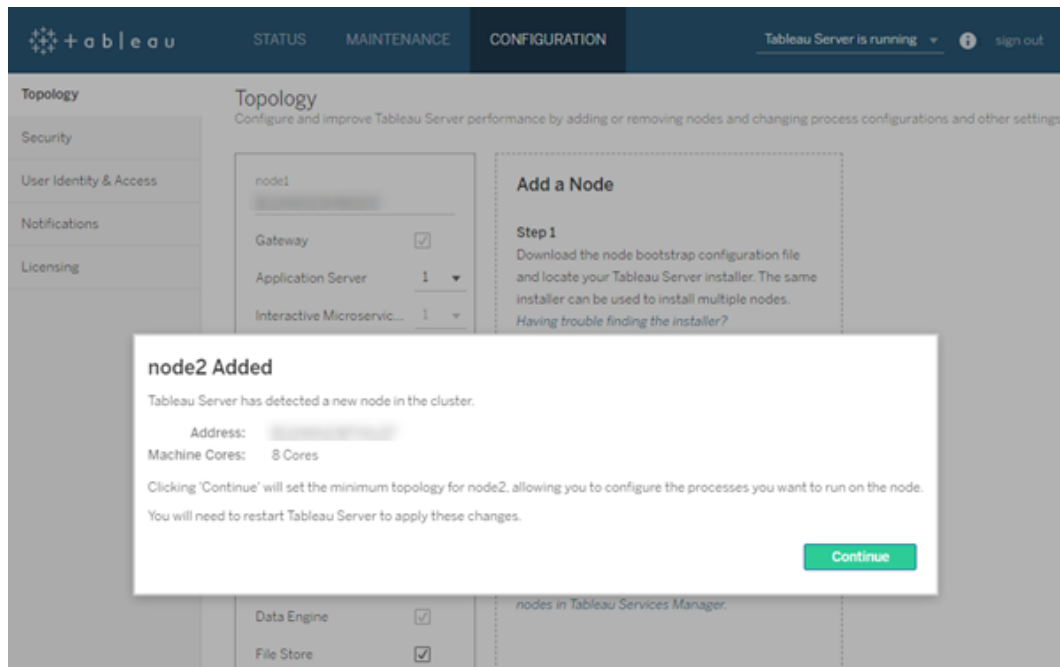 + a b | e a u
STATUS
MAINTENANCE
CONFIGURATION
Tableau Server is running
sign out
Topology
Security
User Identity & Access
Notifications
Licensing
Topology
Configure and improve Tableau Server performance by adding or removing nodes and changing process configurations and other settings
node1
Gateway
Application Server 1
Interactive Microservic... 1
Add a Node
Step 1
Download the node bootstrap configuration file
and locate your Tableau Server installer. The same
installer can be used to install multiple nodes.
Having trouble finding the installer?
node2 Added
Tableau Server has detected a new node in the cluster.
Address:
Machine Cores: 8 Cores
Clicking 'Continue' will set the minimum topology for node2, allowing you to configure the processes you want to run on the node.
You will need to restart Tableau Server to apply these changes.
Continue
nodes in Tableau Services Manager.
Data Engine
File Store